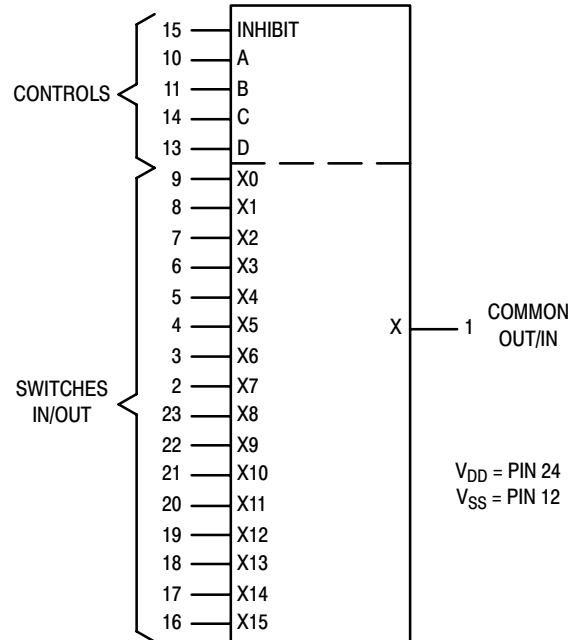 15 INHIBIT
10 A
CONTROLS 11 B
14 C
13 D
9 X0
8 X1
7 X2
6 X3
5 X4
4 X5
X 1 COMMON
OUT/IN
3 X6
SWITCHES
IN/OUT
2 X7
23 X8
22 X9
21 X10
20 X11
19 X12
18 X13
17 X14
16 X15
VDD = PIN 24
VSS = PIN 12